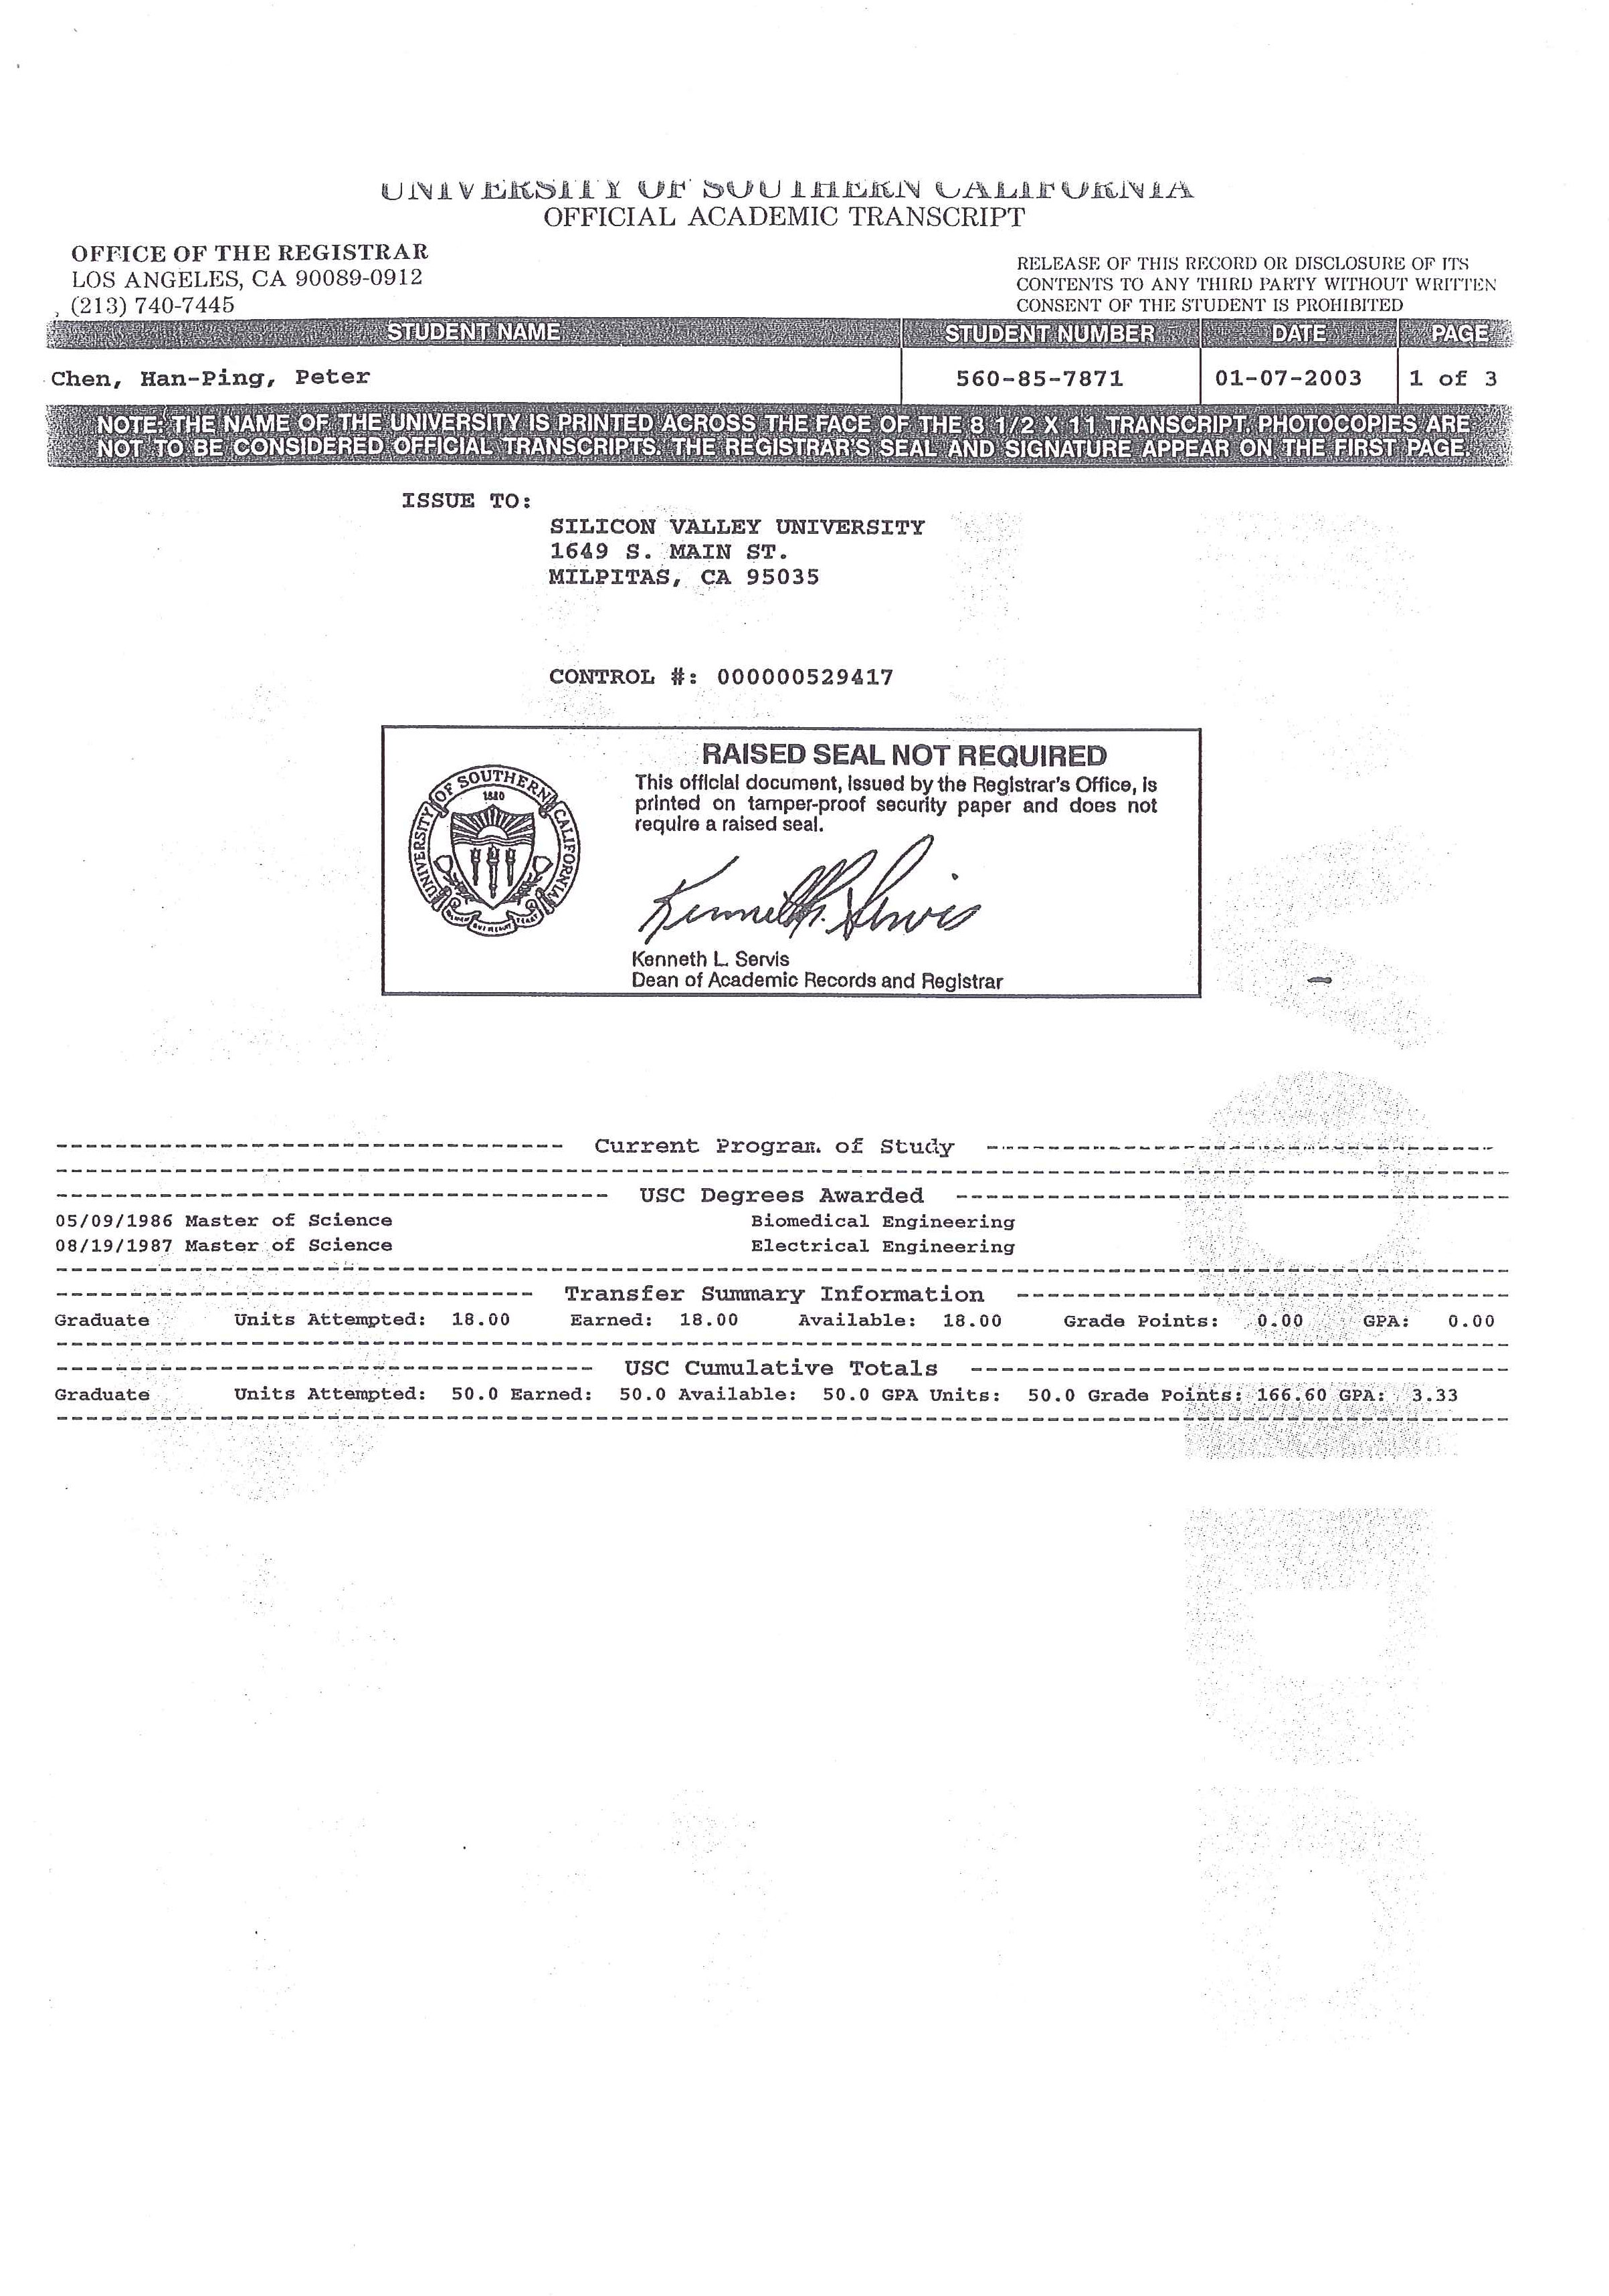 UNIVERSITY OF SOUTHERN CALIFORNIA
OFFICIAL ACADEMIC TRANSCRIPT
OFFICE OF THE REGISTRAR
LOS ANGELES, CA 90089-0912
(213) 740-7445
RELEASE OF THIS RECORD OR DISCLOSURE OF ITS
CONTENTS TO ANY THIRD PARTY WITHOUT WRITTEN
CONSENT OF THE STUDENT IS PROHIBITED
STUDENT NAME STUDENT NUMBER DATE PAGE
Chen, Han-Ping, Peter 560-85-7871 01-07-2003 1 of 3
NOTE: THE NAME OF THE UNIVERSITY IS PRINTED ACROSS THE FACE OF THE 8 1/2 X 11 TRANSCRIPT. PHOTOCOPIES ARE
NOT TO BE CONSIDERED OFFICIAL TRANSCRIPTS. THE REGISTRAR'S SEAL AND SIGNATURE APPEAR ON THE FIRST PAGE.
ISSUE TO:
SILICON VALLEY UNIVERSITY
1649 S. MAIN ST.
MILPITAS, CA 95035
CONTROL #: 000000529417
UNIVERSITY OF SOUTHERN CALIFORNIA
1880
RAISED SEAL NOT REQUIRED
This official document, issued by the Registrar's Office, is
printed on tamper-proof security paper and does not
require a raised seal.
Kenneth L. Servis
Kenneth L. Servis
Dean of Academic Records and Registrar
Current Program of Study
USC Degrees Awarded
05/09/1986 Master of Science Biomedical Engineering
08/19/1987 Master of Science Electrical Engineering
Transfer Summary Information
Graduate Units Attempted: 18.00 Earned: 18.00 Available: 18.00 Grade Points: 0.00 GPA: 0.00
USC Cumulative Totals
Graduate Units Attempted: 50.0 Earned: 50.0 Available: 50.0 GPA Units: 50.0 Grade Points: 166.60 GPA: 3.33